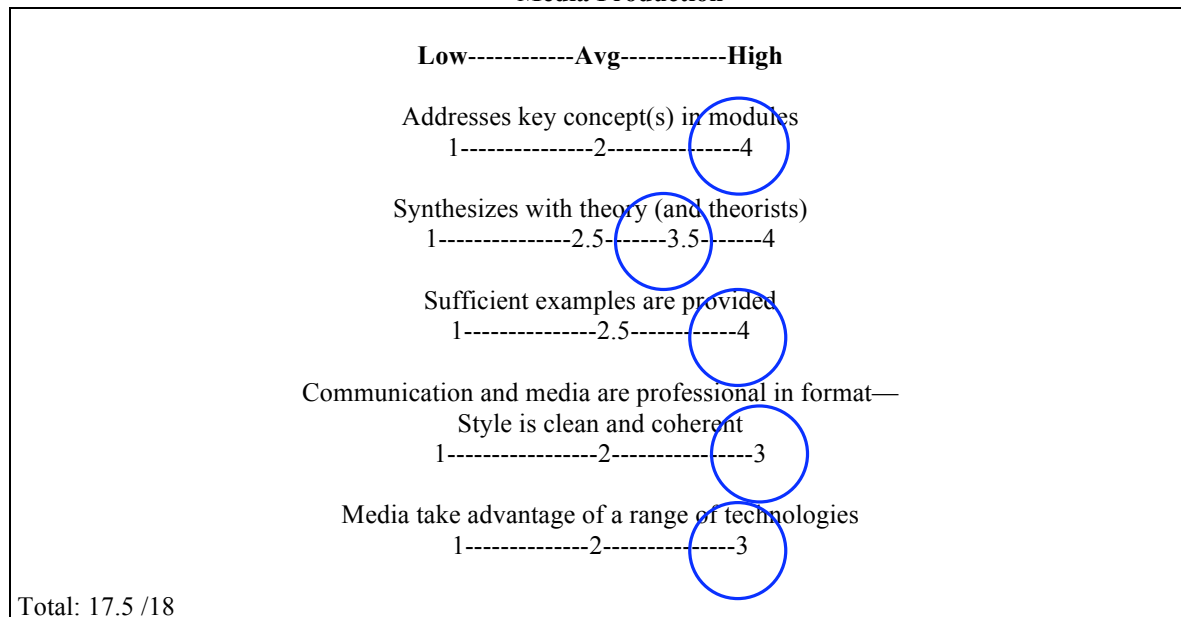 Media Production
Low------------Avg------------High
Addresses key concept(s) in modules
1---------------2---------------4
Synthesizes with theory (and theorists)
1---------------2.5-------3.5-------4
Sufficient examples are provided
1---------------2.5------------4
Communication and media are professional in format—
Style is clean and coherent
1-----------------2-----------------3
Media take advantage of a range of technologies
1--------------2---------------3
Total: 17.5 /18